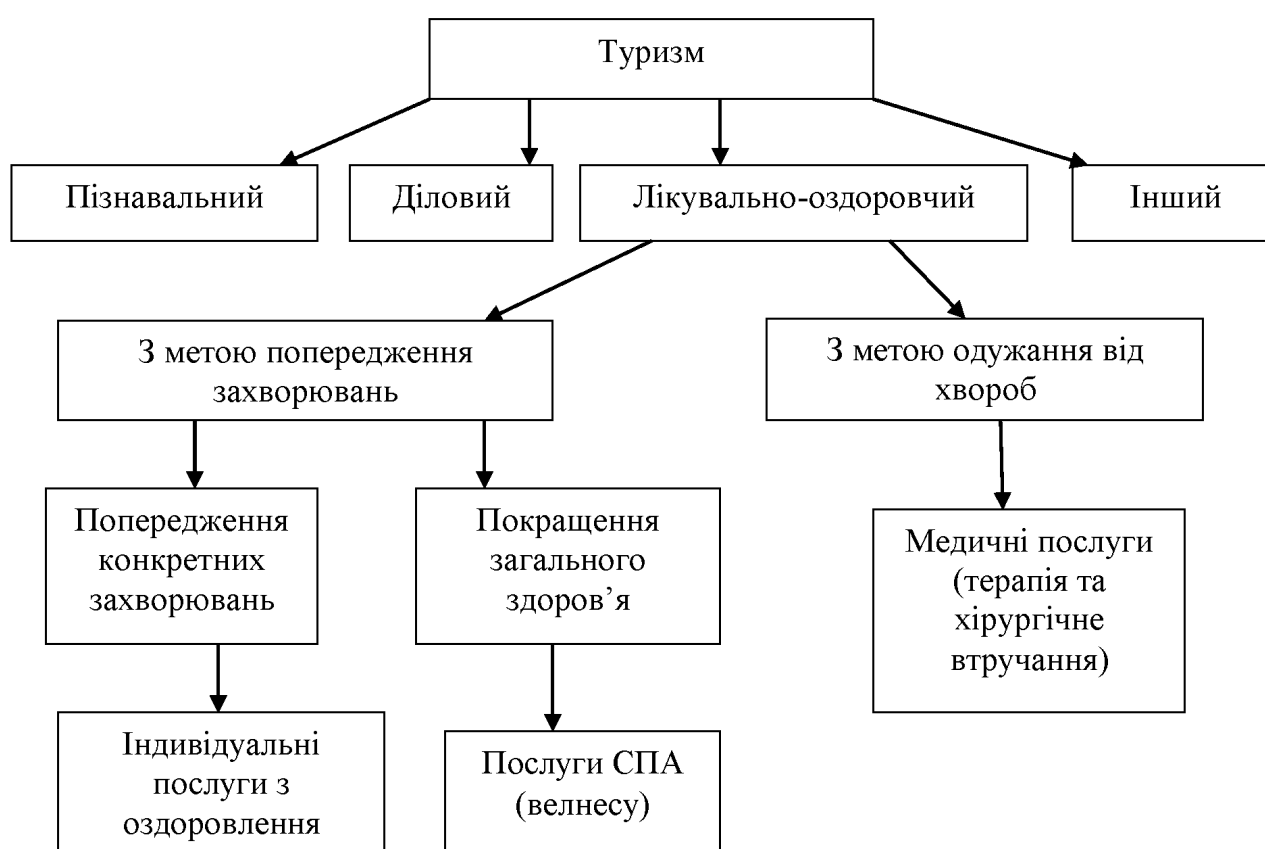 Туризм
Пізнавальний
Діловий
Лікувально-оздоровчий
Інший
З метою попередження
захворювань
З метою одужання від
хвороб
Попередження
конкретних
захворювань
Покращення
загального
здоров’я
Медичні послуги
(терапія та
хірургічне
втручання)
Індивідуальні
послуги з
оздоровлення
Послуги СПА
(велнесу)